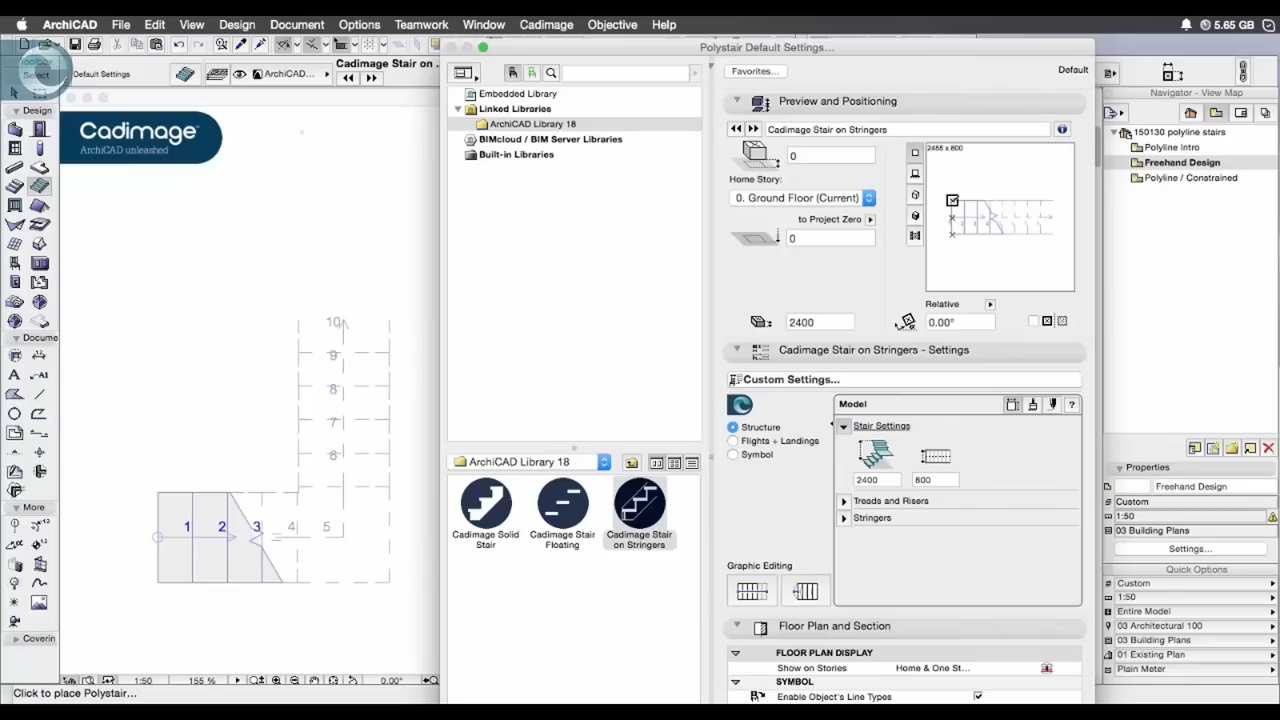 ArchiCAD File Edit View Design Document Options Teamwork Window Cadimage Objective Help 5.65 GB
Polystair Default Settings...
Toolbox
Select
Default Settings
ArchiCAD...
Cadimage Stair on .
Favorites...
Default
Navigator - View Map
Design
Cadimage™
ArchiCAD unleashed
Embedded Library
Linked Libraries
ArchiCAD Library 18
BIMcloud / BIM Server Libraries
Built-in Libraries
Preview and Positioning
Cadimage Stair on Stringers
0
Home Story:
0. Ground Floor (Current)
to Project Zero
0
2488 x 800
Relative
2400
0.00°
150130 polyline stairs
Polyline Intro
Freehand Design
Polyline / Constrained
10
9
8
7
6
1 2 3 4 5
Docume
More
Coverin
Cadimage Stair on Stringers - Settings
Custom Settings...
Structure
Flights + Landings
Symbol
Model
?
Stair Settings
2400 800
Treads and Risers
Stringers
ArchiCAD Library 18
Cadimage Solid Stair
Cadimage Stair Floating
Cadimage Stair on Stringers
Graphic Editing
Floor Plan and Section
FLOOR PLAN DISPLAY
Show on Stories Home & One St...
SYMBOL
Enable Object's Line Types
Properties
Freehand Design
Custom
1:50
03 Building Plans
Settings...
Quick Options
Custom
1:50
Entire Model
03 Architectural 100
03 Building Plans
01 Existing Plan
Plain Meter
1:50 155 % 0.00°
Click to place Polystair...